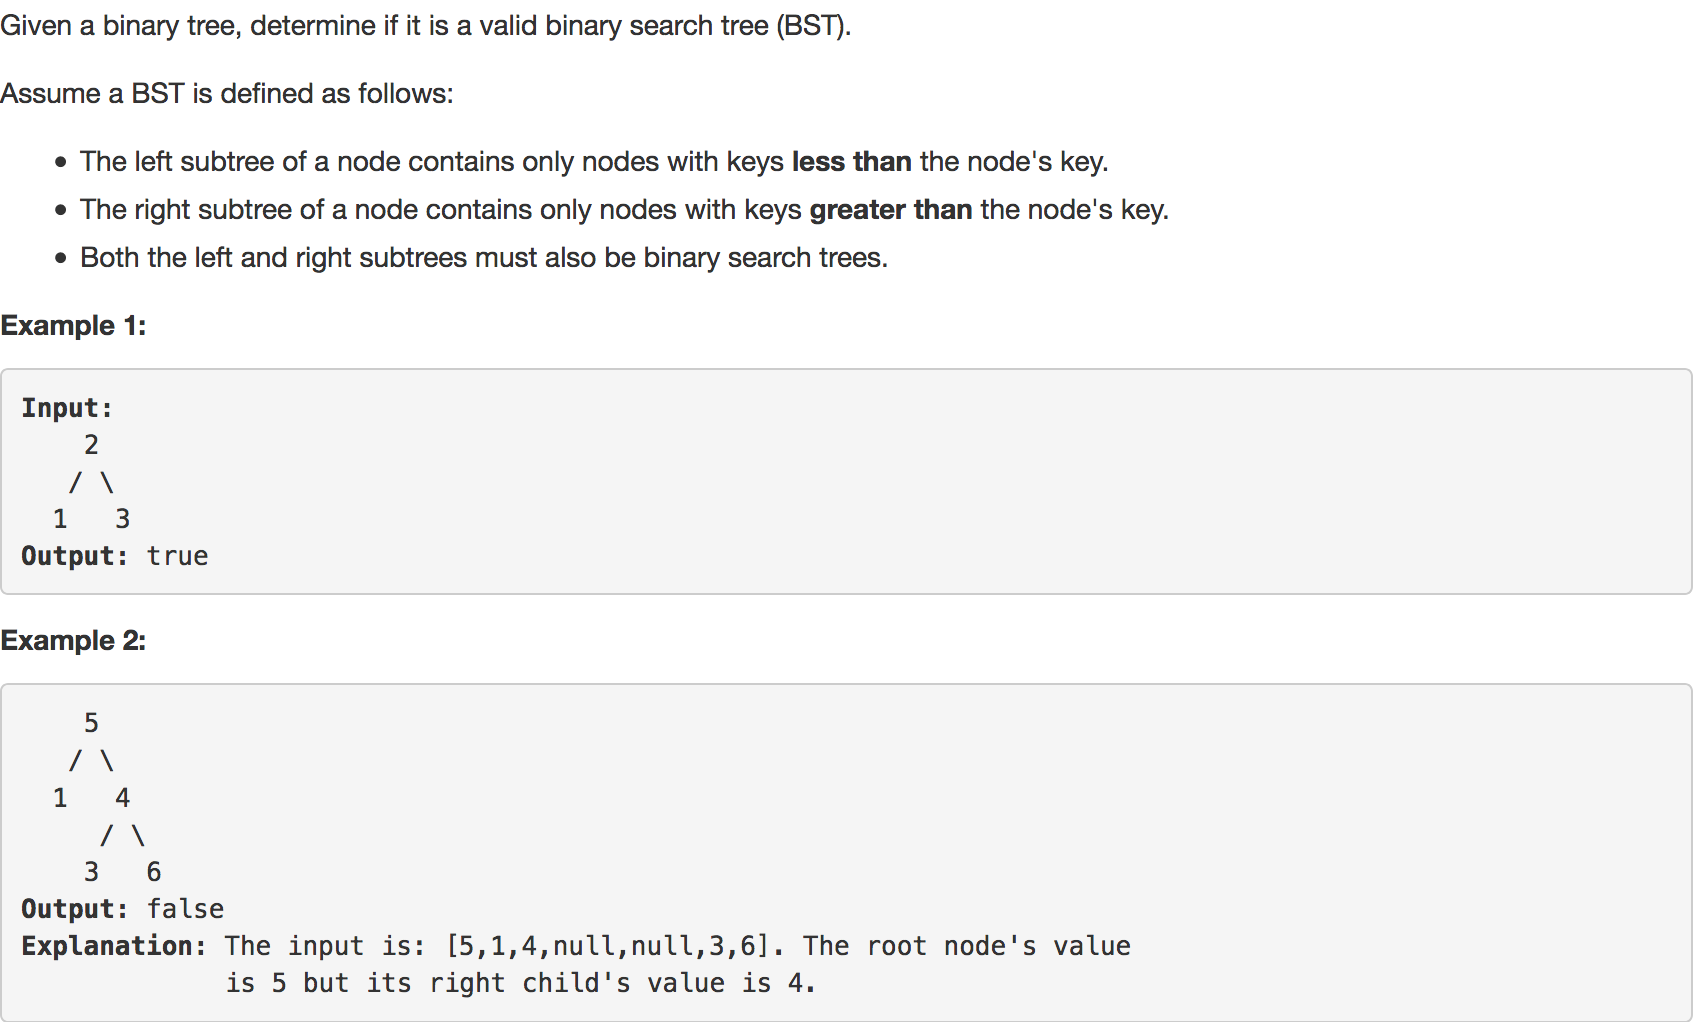 Given a binary tree, determine if it is a valid binary search tree (BST).
Assume a BST is defined as follows:
• The left subtree of a node contains only nodes with keys less than the node's key.
• The right subtree of a node contains only nodes with keys greater than the node's key.
• Both the left and right subtrees must also be binary search trees.
Example 1:
Input:
    2
   / \
  1   3
Output: true
Example 2:
    5
   / \
  1   4
     / \
    3   6
Output: false
Explanation: The input is: [5,1,4,null,null,3,6]. The root node's value
             is 5 but its right child's value is 4.